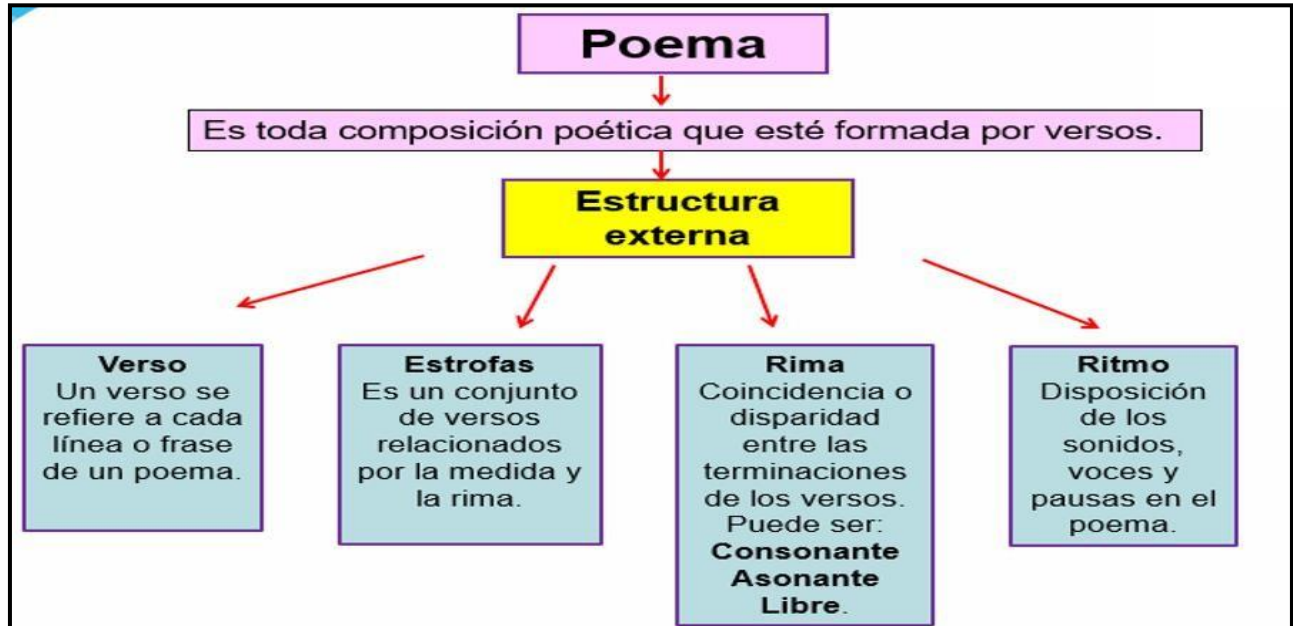 Poema
Es toda composición poética que esté formada por versos.
Estructura
externa
Verso
Un verso se
refiere a cada
línea o frase
de un poema.
Estrofas
Es un conjunto
de versos
relacionados
por la medida y
la rima.
Rima
Coincidencia o
disparidad
entre las
terminaciones
de los versos.
Puede ser:
Consonante
Asonante
Libre.
Ritmo
Disposición
de los
sonidos,
voces y
pausas en el
poema.